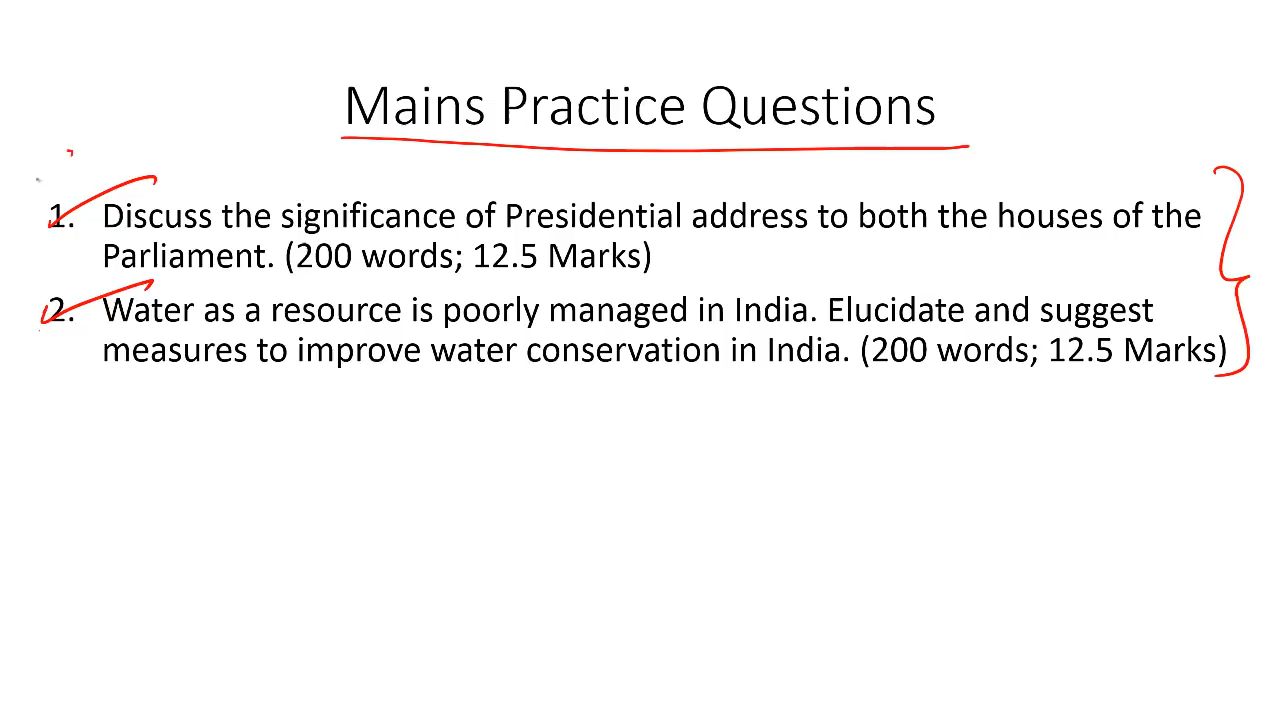 Mains Practice Questions
1. Discuss the significance of Presidential address to both the houses of the
Parliament. (200 words; 12.5 Marks)
2. Water as a resource is poorly managed in India. Elucidate and suggest
measures to improve water conservation in India. (200 words; 12.5 Marks)